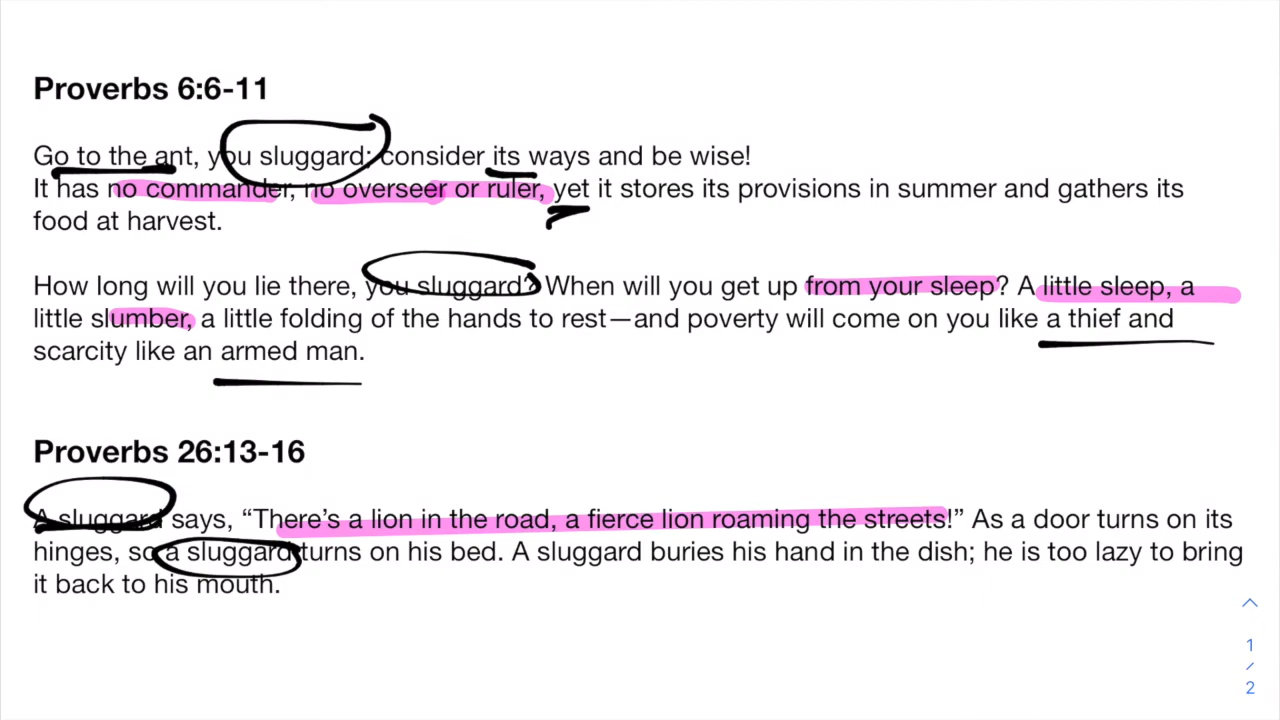 Proverbs 6:6-11
Go to the ant, you sluggard; consider its ways and be wise!
It has no commander, no overseer or ruler, yet it stores its provisions in summer and gathers its
food at harvest.
How long will you lie there, you sluggard? When will you get up from your sleep? A little sleep, a
little slumber, a little folding of the hands to rest—and poverty will come on you like a thief and
scarcity like an armed man.
Proverbs 26:13-16
A sluggard says, “There’s a lion in the road, a fierce lion roaming the streets!” As a door turns on its
hinges, so a sluggard turns on his bed. A sluggard buries his hand in the dish; he is too lazy to bring
it back to his mouth.
1
/
2